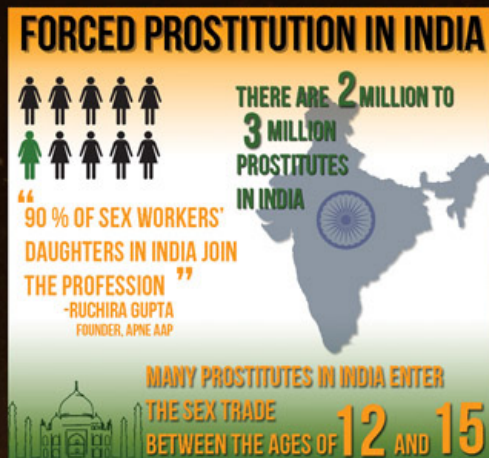 FORCED PROSTITUTION IN INDIA
THERE ARE 2 MILLION TO
3 MILLION
PROSTITUTES
IN INDIA
"
90 % OF SEX WORKERS'
DAUGHTERS IN INDIA JOIN
THE PROFESSION "
-RUCHIRA GUPTA
FOUNDER, APNE AAP
MANY PROSTITUTES IN INDIA ENTER
THE SEX TRADE
BETWEEN THE AGES OF 12 AND 15